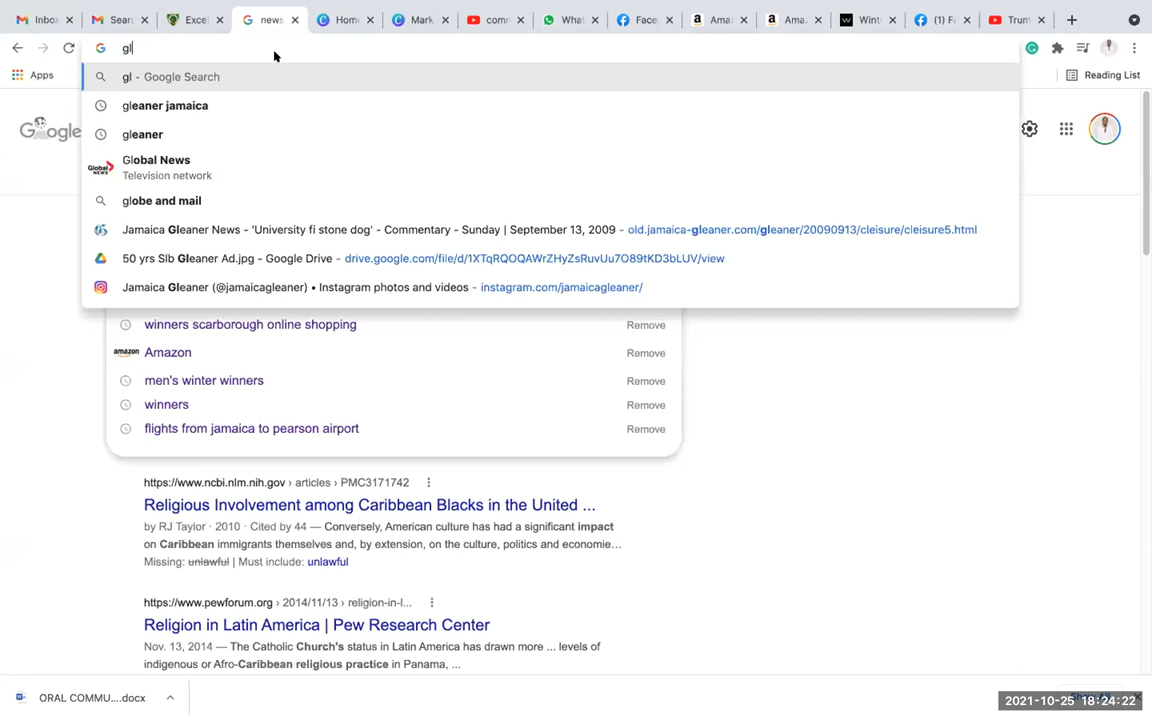 Inbox
Searc
Excel
news
Home
Mark
comn
What
Face
Ama
Ama
Winte
(1) Fa
Trum
gl
Apps
Reading List
gl - Google Search
gleaner jamaica
gleaner
Global News
Television network
globe and mail
Jamaica Gleaner News - 'University fi stone dog' - Commentary - Sunday | September 13, 2009 - old.jamaica-gleaner.com/gleaner/20090913/cleisure/cleisure5.html
50 yrs Slb Gleaner Ad.jpg - Google Drive - drive.google.com/file/d/1XTqRQOQAWrZHyZsRuvUu7O89tKD3bLUV/view
Jamaica Gleaner (@jamaicagleaner) • Instagram photos and videos - instagram.com/jamaicagleaner/
Google
winners scarborough online shopping Remove
amazon Amazon Remove
men's winter winners Remove
winners Remove
flights from jamaica to pearson airport Remove
https://www.ncbi.nlm.nih.gov › articles › PMC3171742
Religious Involvement among Caribbean Blacks in the United ...
by RJ Taylor · 2010 · Cited by 44 — Conversely, American culture has had a significant impact
on Caribbean immigrants themselves and, by extension, on the culture, politics and economie...
Missing: unlawful | Must include: unlawful
https://www.pewforum.org › 2014/11/13 › religion-in-l...
Religion in Latin America | Pew Research Center
Nov. 13, 2014 — The Catholic Church's status in Latin America has drawn more ... levels of
indigenous or Afro-Caribbean religious practice in Panama, ...
ORAL COMMU....docx
2021-10-25 18:24:22